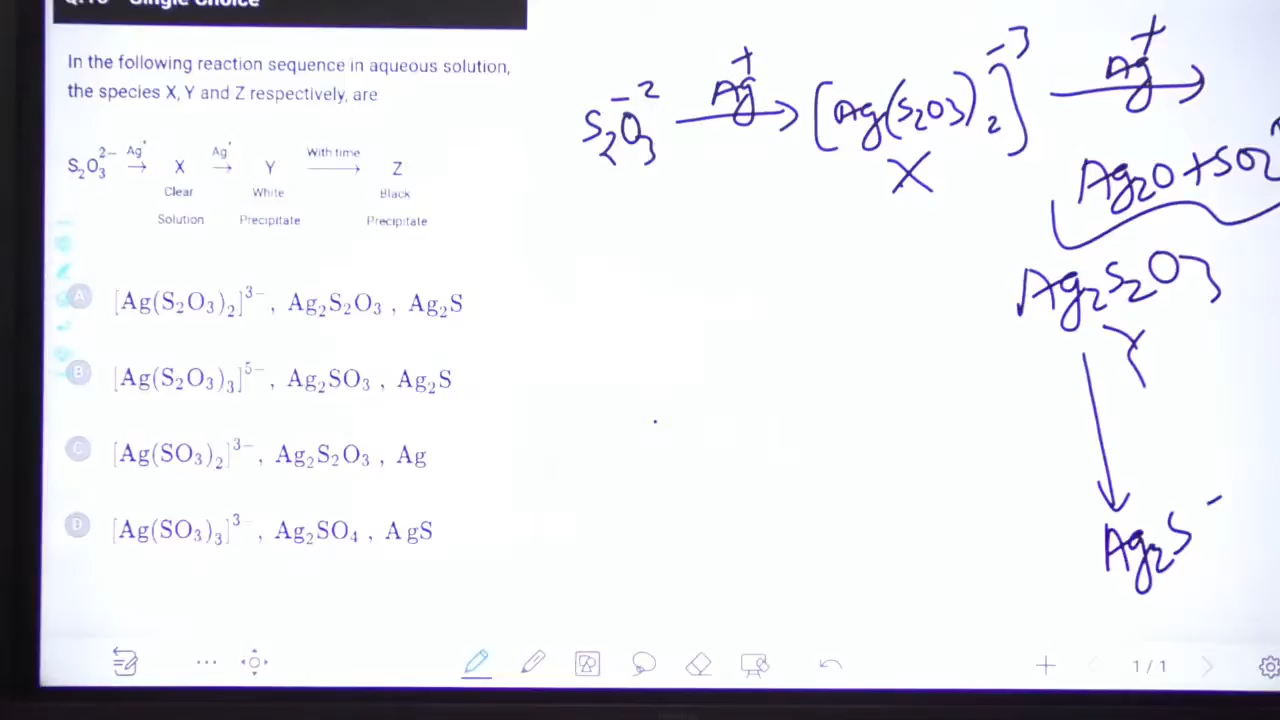 Single Choice
In the following reaction sequence in aqueous solution,
the species X, Y and Z respectively, are
S₂O₃²⁻ Ag⁺ → X Ag⁺ → Y With time → Z
Clear White Black
Solution Precipitate Precipitate
A [Ag(S₂O₃)₂]³⁻ , Ag₂S₂O₃ , Ag₂S
B [Ag(S₂O₃)₃]⁵⁻ , Ag₂SO₃ , Ag₂S
C [Ag(SO₃)₂]³⁻ , Ag₂S₂O₃ , Ag
D [Ag(SO₃)₃]³⁻ , Ag₂SO₄ , AgS
S₂O₃⁻² Ag⁺ → [Ag(S₂O₃)₂]⁻³ Ag⁺ →
X
Ag₂O + SO₂
Ag₂S₂O₃
Y
Ag₂S
1 / 1